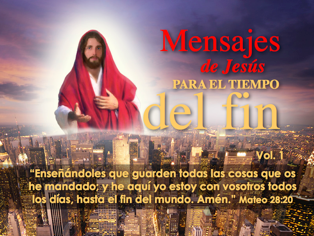 Mensajes
de Jesús
PARA EL TIEMPO
del fin
Vol. 1
“Enseñándoles que guarden todas las cosas que os
he mandado; y he aquí yo estoy con vosotros todos
los días, hasta el fin del mundo. Amén.” Mateo 28:20